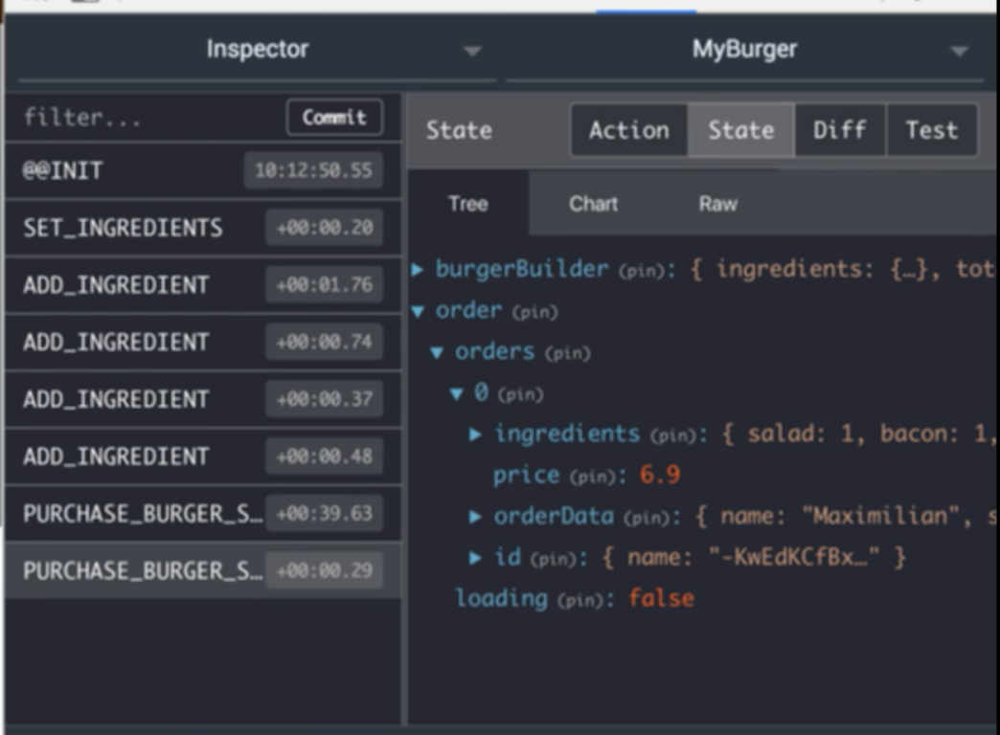 Inspector MyBurger
filter... Commit
State Action State Diff Test
@@INIT 10:12:50.55
Tree Chart Raw
SET_INGREDIENTS +00:00.20
ADD_INGREDIENT +00:01.76
ADD_INGREDIENT +00:00.74
ADD_INGREDIENT +00:00.37
ADD_INGREDIENT +00:00.48
PURCHASE_BURGER_S… +00:39.63
PURCHASE_BURGER_S… +00:00.29
burgerBuilder (pin): { ingredients: {…}, tot
order (pin)
orders (pin)
0 (pin)
ingredients (pin): { salad: 1, bacon: 1,
price (pin): 6.9
orderData (pin): { name: "Maximilian", s
id (pin): { name: "-KwEdKCfBx…" }
loading (pin): false